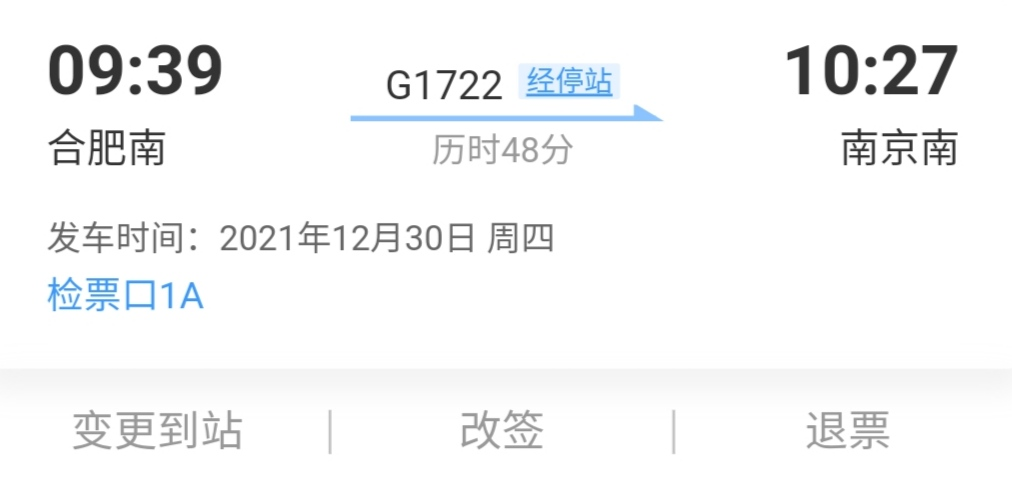 09:39 G1722 经停站 10:27
合肥南 历时48分 南京南
发车时间：2021年12月30日 周四
检票口1A
变更到站 | 改签 | 退票